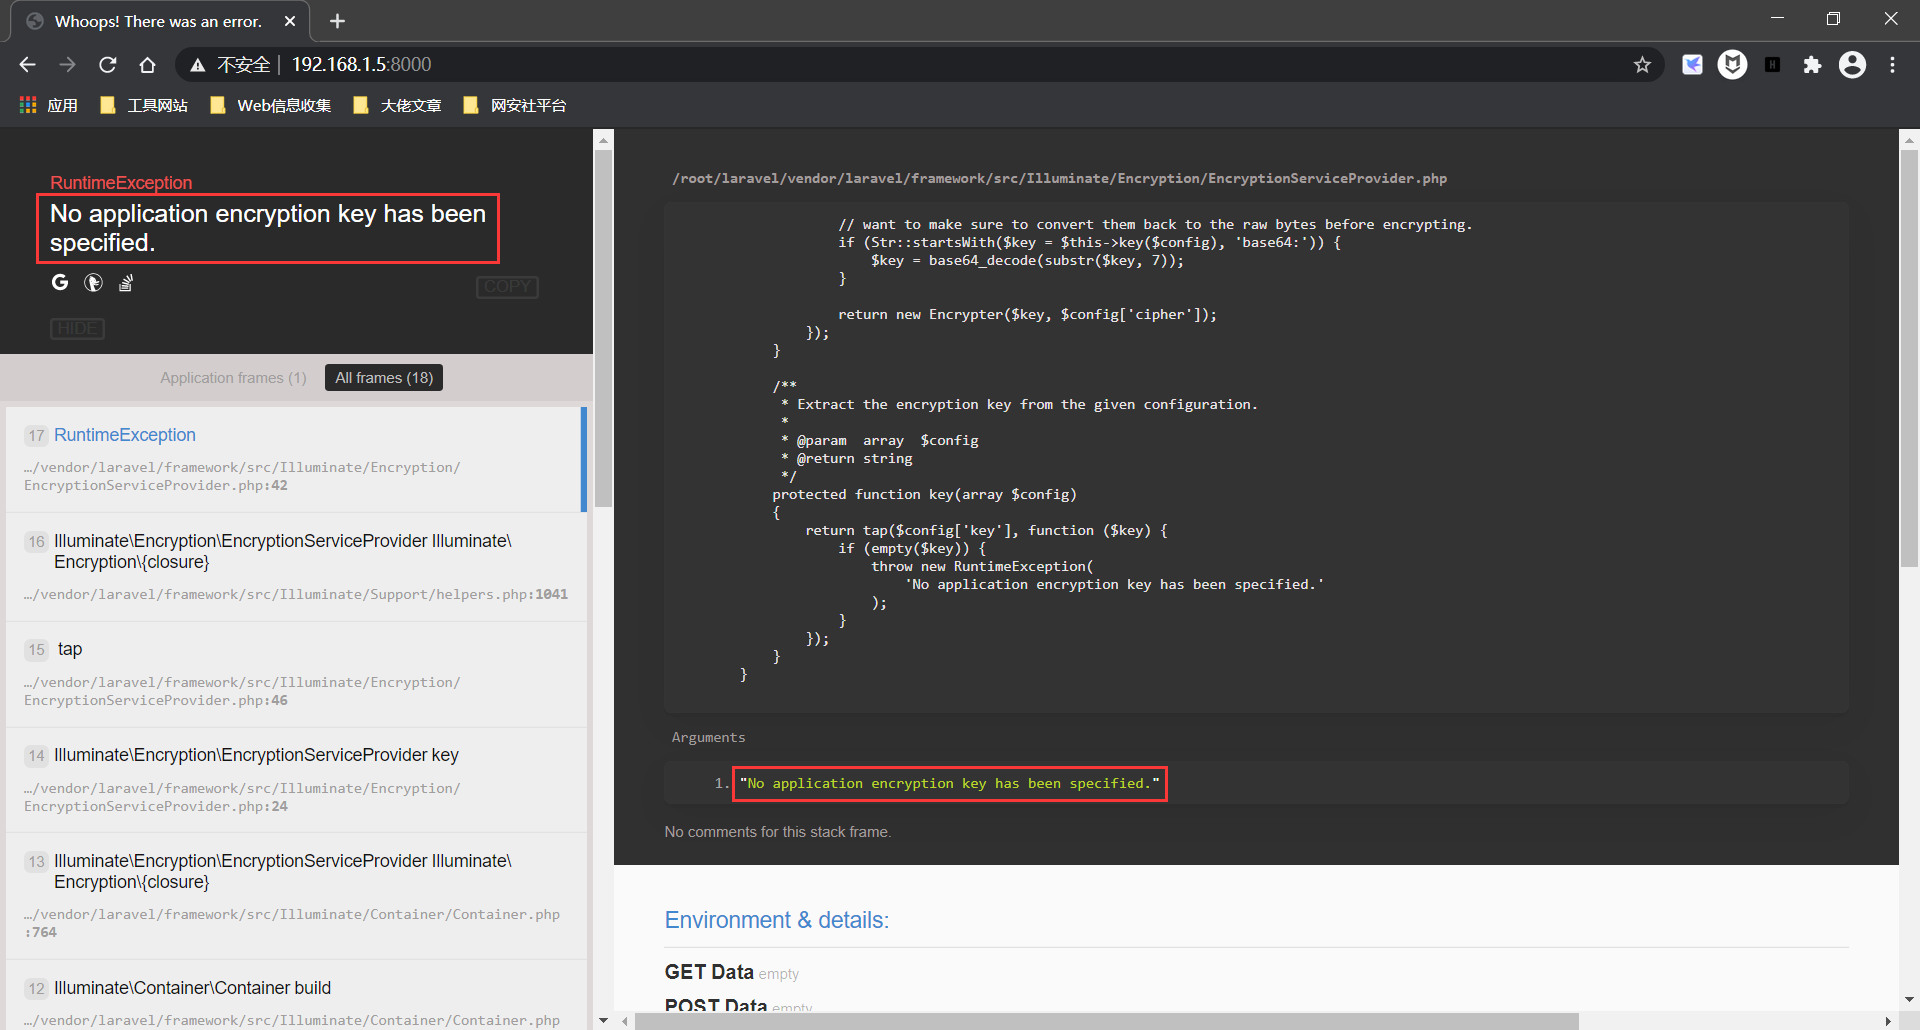 Whoops! There was an error.
不安全 | 192.168.1.5:8000
应用
工具网站
Web信息收集
大佬文章
网安社平台
RuntimeException
No application encryption key has been
specified.
COPY
HIDE
Application frames (1)
All frames (18)
17 RuntimeException
…/vendor/laravel/framework/src/Illuminate/Encryption/
EncryptionServiceProvider.php:42
16 Illuminate\Encryption\EncryptionServiceProvider Illuminate\
Encryption\{closure}
…/vendor/laravel/framework/src/Illuminate/Support/helpers.php:1041
15 tap
…/vendor/laravel/framework/src/Illuminate/Encryption/
EncryptionServiceProvider.php:46
14 Illuminate\Encryption\EncryptionServiceProvider key
…/vendor/laravel/framework/src/Illuminate/Encryption/
EncryptionServiceProvider.php:24
13 Illuminate\Encryption\EncryptionServiceProvider Illuminate\
Encryption\{closure}
…/vendor/laravel/framework/src/Illuminate/Container/Container.php
:764
12 Illuminate\Container\Container build
…/vendor/laravel/framework/src/Illuminate/Container/Container.php
/root/laravel/vendor/laravel/framework/src/Illuminate/Encryption/EncryptionServiceProvider.php
// want to make sure to convert them back to the raw bytes before encrypting.
if (Str::startsWith($key = $this->key($config), 'base64:')) {
$key = base64_decode(substr($key, 7));
}
return new Encrypter($key, $config['cipher']);
});
}
/**
* Extract the encryption key from the given configuration.
*
* @param  array  $config
* @return string
*/
protected function key(array $config)
{
return tap($config['key'], function ($key) {
if (empty($key)) {
throw new RuntimeException(
'No application encryption key has been specified.'
);
}
});
}
}
Arguments
1. "No application encryption key has been specified."
No comments for this stack frame.
Environment & details:
GET Data empty
POST Data empty